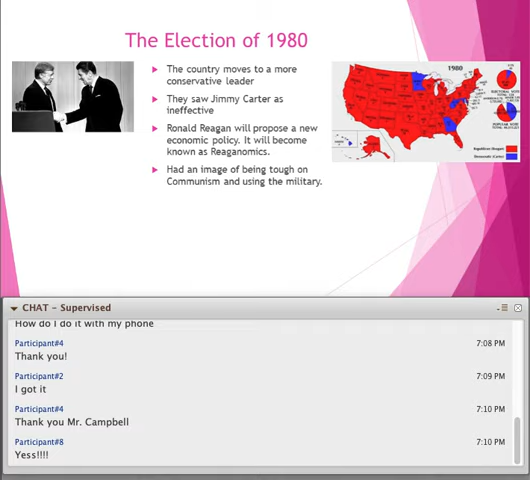 The Election of 1980
The country moves to a more
conservative leader
They saw Jimmy Carter as
ineffective
Ronald Reagan will propose a new
economic policy. It will become
known as Reaganomics.
Had an image of being tough on
Communism and using the military.
1980
CHAT - Supervised
How do I do it with my phone
Participant#4 7:08 PM
Thank you!
Participant#2 7:09 PM
I got it
Participant#4 7:10 PM
Thank you Mr. Campbell
Participant#8 7:10 PM
Yess!!!!